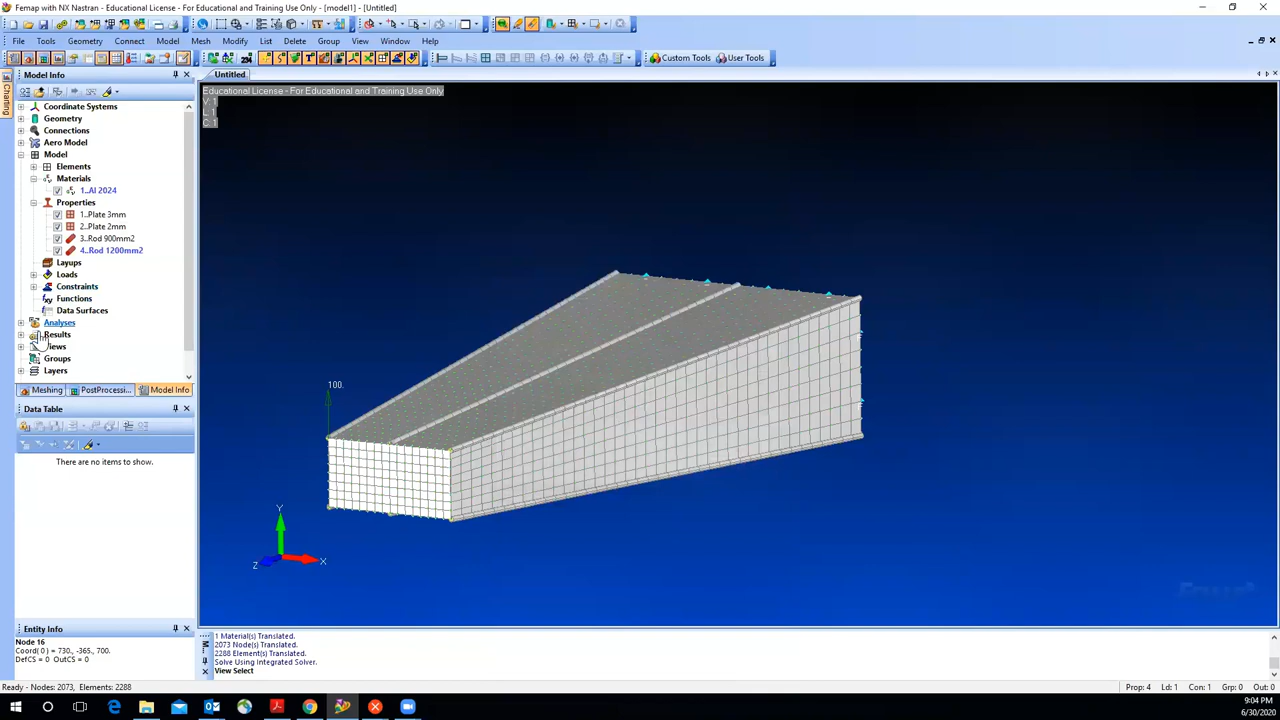 Femap with NX Nastran - Educational License - For Educational and Training Use Only - [model1] - [Untitled]
File Tools Geometry Connect Model Mesh Modify List Delete Group View Window Help
Custom Tools User Tools
Charting
Model Info
Untitled
Coordinate Systems
Geometry
Connections
Aero Model
Model
Elements
Materials
1..Al 2024
Properties
1..Plate 3mm
2..Plate 2mm
3..Rod 900mm2
4..Rod 1200mm2
Layups
Loads
Constraints
Functions
Data Surfaces
Analyses
Results
Views
Groups
Layers
Meshing PostProcessi Model Info
Data Table
There are no items to show.
Entity Info
Node 16
Coord( 0 ) = 730., -365., 700.
DefCS = 0 OutCS = 0
Educational License - For Educational and Training Use Only
V: 1
L: 1
C: 1
100.
Y
X
Z
Femap
1 Material(s) Translated.
2073 Node(s) Translated.
2288 Element(s) Translated.
Solve Using Integrated Solver.
View Select
Ready - Nodes: 2073, Elements: 2288
Prop: 4 Ld: 1 Con: 1 Grp: 0 Out: 0
9:04 PM
6/30/2020